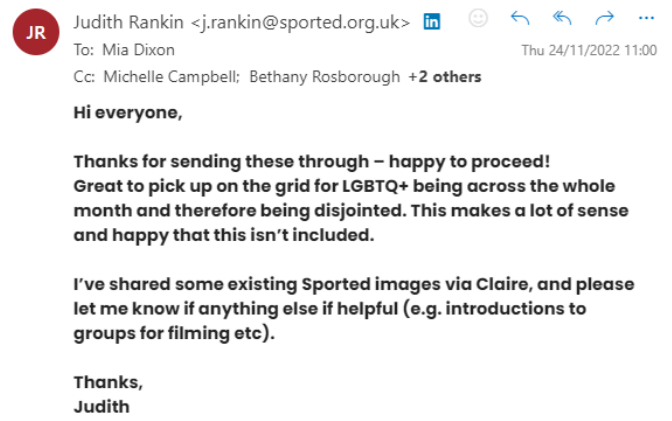 JR
Judith Rankin <j.rankin@sported.org.uk> in
To: Mia Dixon
Thu 24/11/2022 11:00
Cc: Michelle Campbell; Bethany Rosborough +2 others
Hi everyone,
Thanks for sending these through – happy to proceed!
Great to pick up on the grid for LGBTQ+ being across the whole
month and therefore being disjointed. This makes a lot of sense
and happy that this isn't included.
I've shared some existing Sported images via Claire, and please
let me know if anything else if helpful (e.g. introductions to
groups for filming etc).
Thanks,
Judith